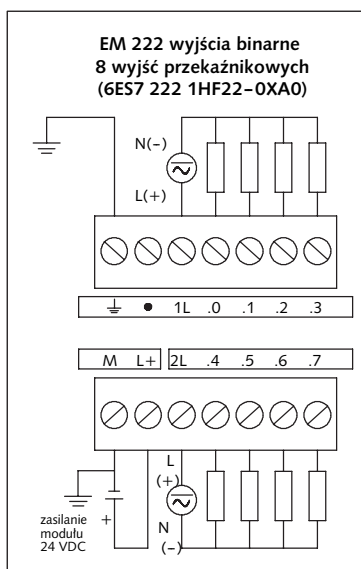 EM 222 wyjścia binarne
8 wyjść przekaźnikowych
(6ES7 222 1HF22-0XA0)
N(-)
L(+)
1L .0 .1 .2 .3
M L+ 2L .4 .5 .6 .7
L
(+)
N
(-)
+
zasilanie
modułu
24 VDC